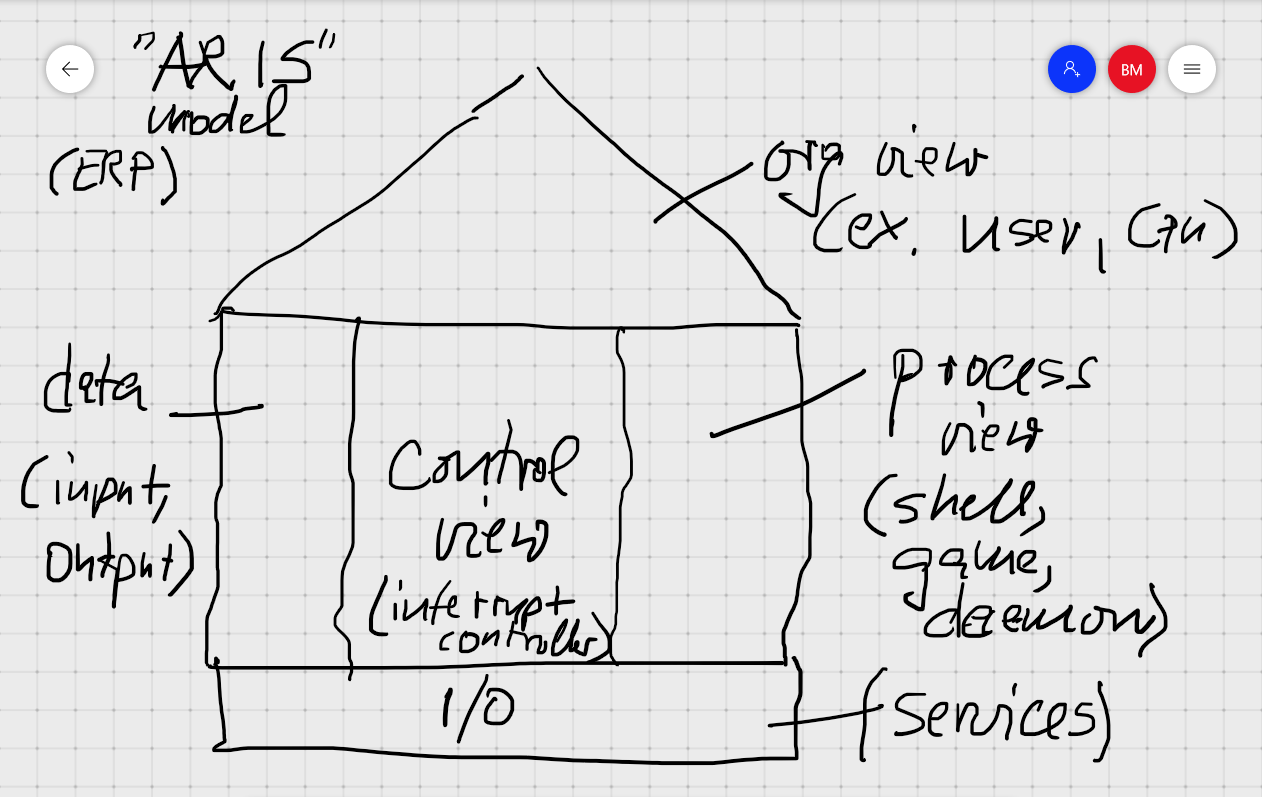 "ARIS"
model
(ERP)
org view
(ex. user, CPU)
data
(input,
output)
Control
view
(interrupt
controller)
Process
view
(shell,
game,
deemon)
I/O
(Services)
BM